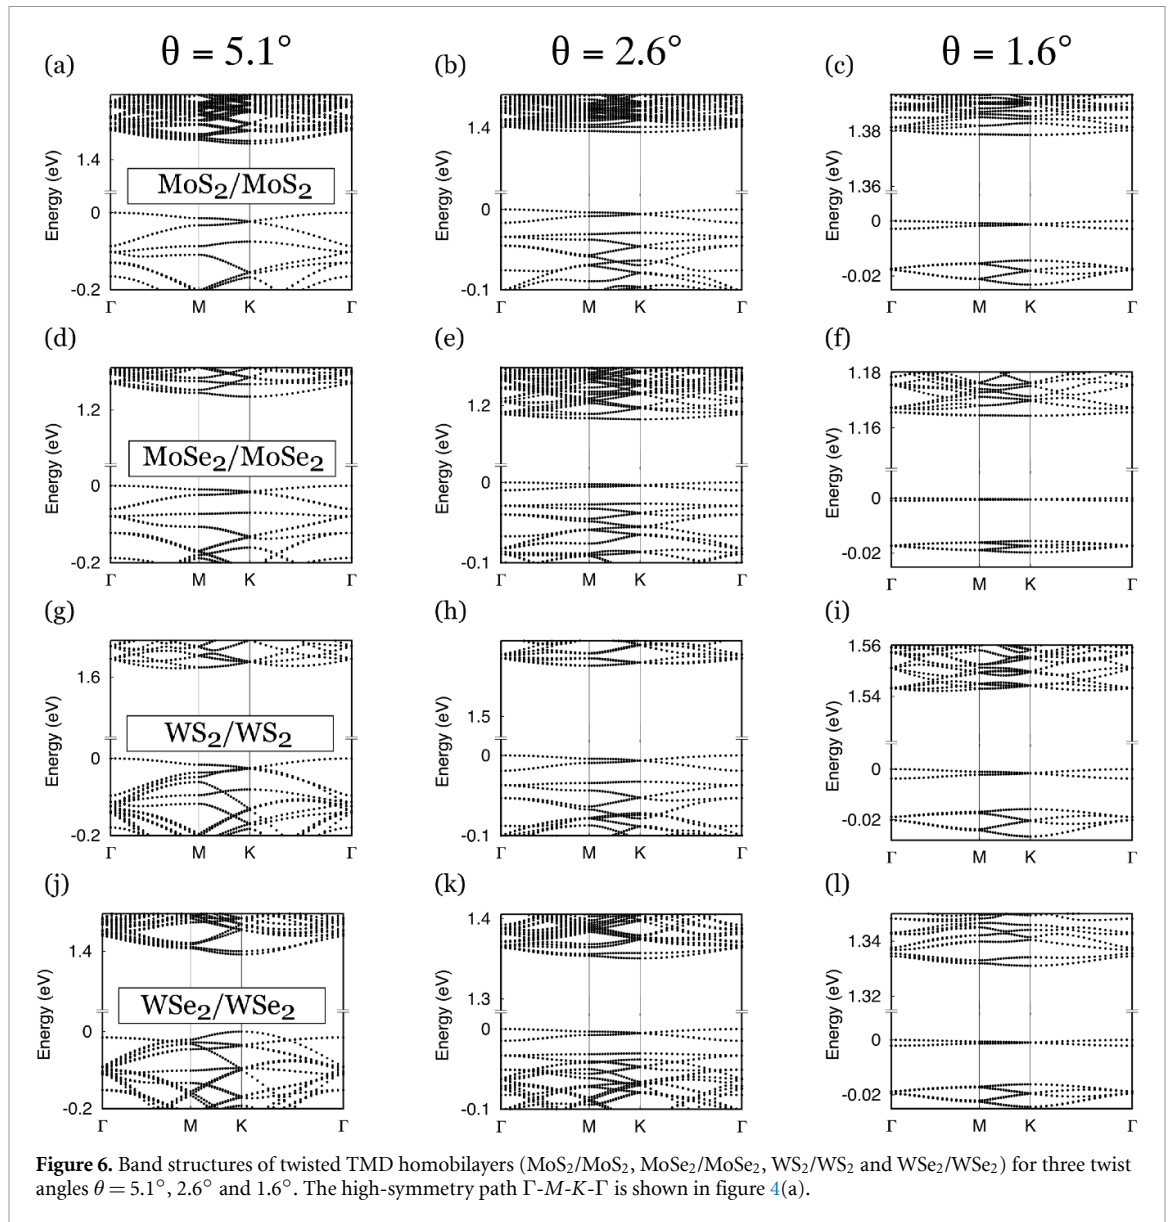 θ = 5.1° θ = 2.6° θ = 1.6°
(a) (b) (c)
Energy (eV) 1.4 0 -0.2 Γ M K Γ MoS₂/MoS₂
Energy (eV) 1.4 0 -0.1 Γ M K Γ
Energy (eV) 1.38 1.36 0 -0.02 Γ M K Γ
(d) (e) (f)
Energy (eV) 1.2 0 -0.2 Γ M K Γ MoSe₂/MoSe₂
Energy (eV) 1.2 0 -0.1 Γ M K Γ
Energy (eV) 1.18 1.16 0 -0.02 Γ M K Γ
(g) (h) (i)
Energy (eV) 1.6 0 -0.2 Γ M K Γ WS₂/WS₂
Energy (eV) 1.5 0 -0.1 Γ M K Γ
Energy (eV) 1.56 1.54 0 -0.02 Γ M K Γ
(j) (k) (l)
Energy (eV) 1.4 0 -0.2 Γ M K Γ WSe₂/WSe₂
Energy (eV) 1.4 1.3 0 -0.1 Γ M K Γ
Energy (eV) 1.34 1.32 0 -0.02 Γ M K Γ
Figure 6. Band structures of twisted TMD homobilayers (MoS₂/MoS₂, MoSe₂/MoSe₂, WS₂/WS₂ and WSe₂/WSe₂) for three twist
angles θ = 5.1°, 2.6° and 1.6°. The high-symmetry path Γ-M-K-Γ is shown in figure 4(a).